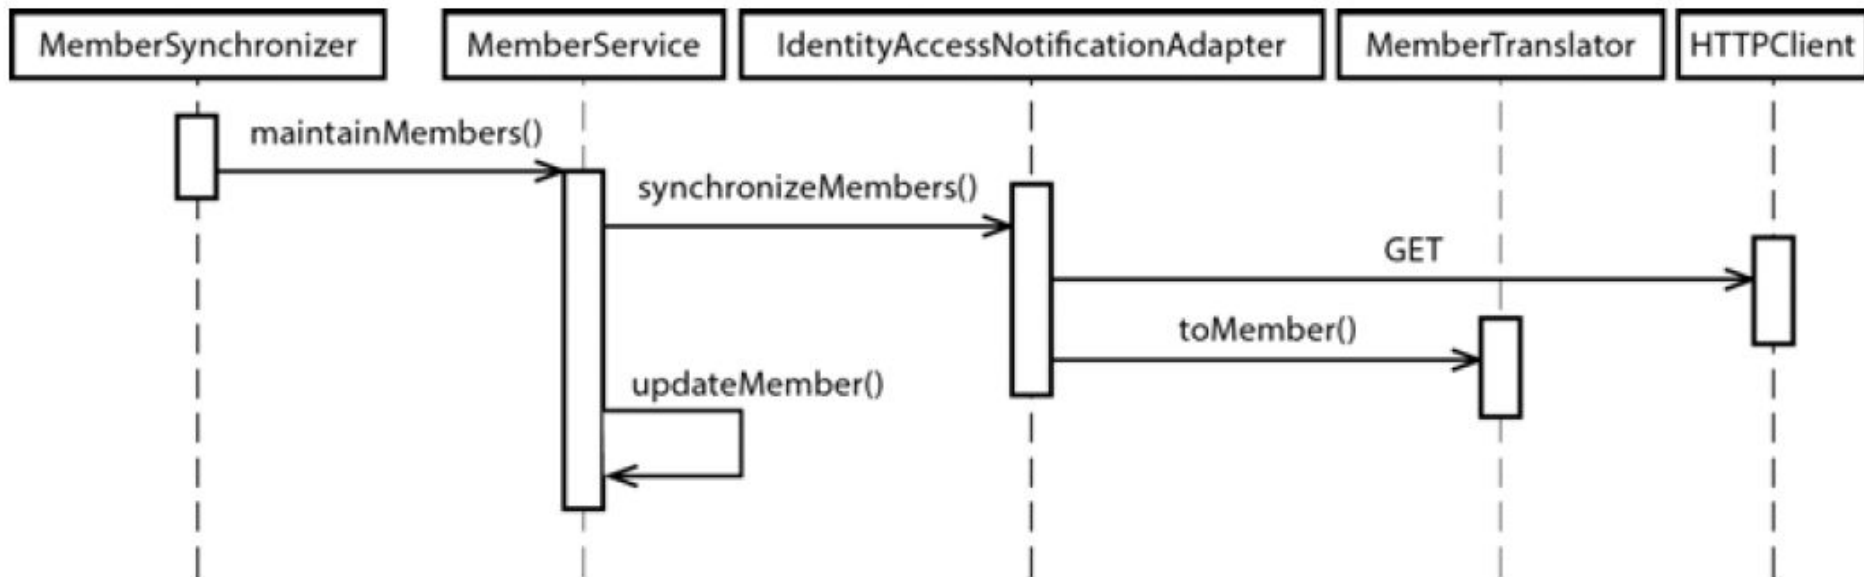 MemberSynchronizer
MemberService
IdentityAccessNotificationAdapter
MemberTranslator
HTTPClient
maintainMembers()
synchronizeMembers()
GET
toMember()
updateMember()